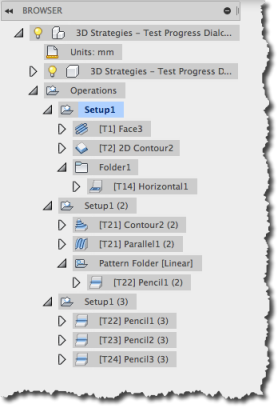 BROWSER
3D Strategies - Test Progress Dialo...
Units: mm
3D Strategies - Test Progress D...
Operations
Setup1
[T1] Face3
[T2] 2D Contour2
Folder1
[T14] Horizontal1
Setup1 (2)
[T21] Contour2 (2)
[T21] Parallel1 (2)
Pattern Folder [Linear]
[T22] Pencil1 (2)
Setup1 (3)
[T22] Pencil1 (3)
[T23] Pencil2 (3)
[T24] Pencil3 (3)